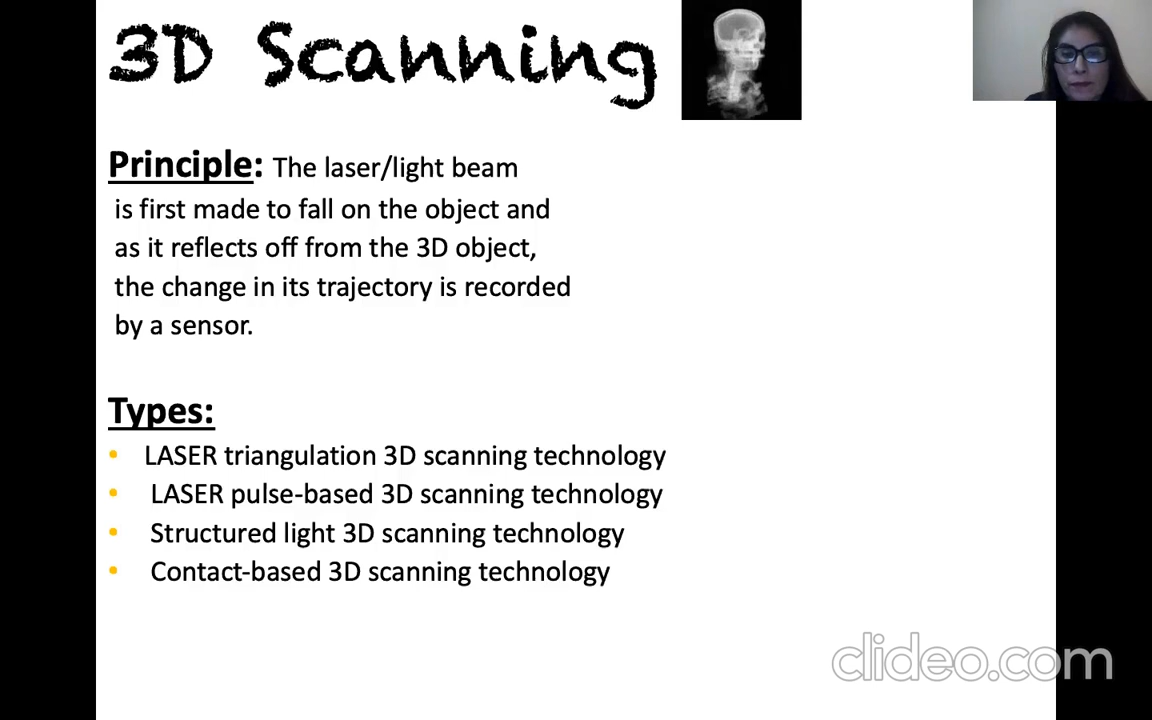 3D Scanning
Principle: The laser/light beam
is first made to fall on the object and
as it reflects off from the 3D object,
the change in its trajectory is recorded
by a sensor.
Types:
• LASER triangulation 3D scanning technology
• LASER pulse-based 3D scanning technology
• Structured light 3D scanning technology
• Contact-based 3D scanning technology
clideo.com